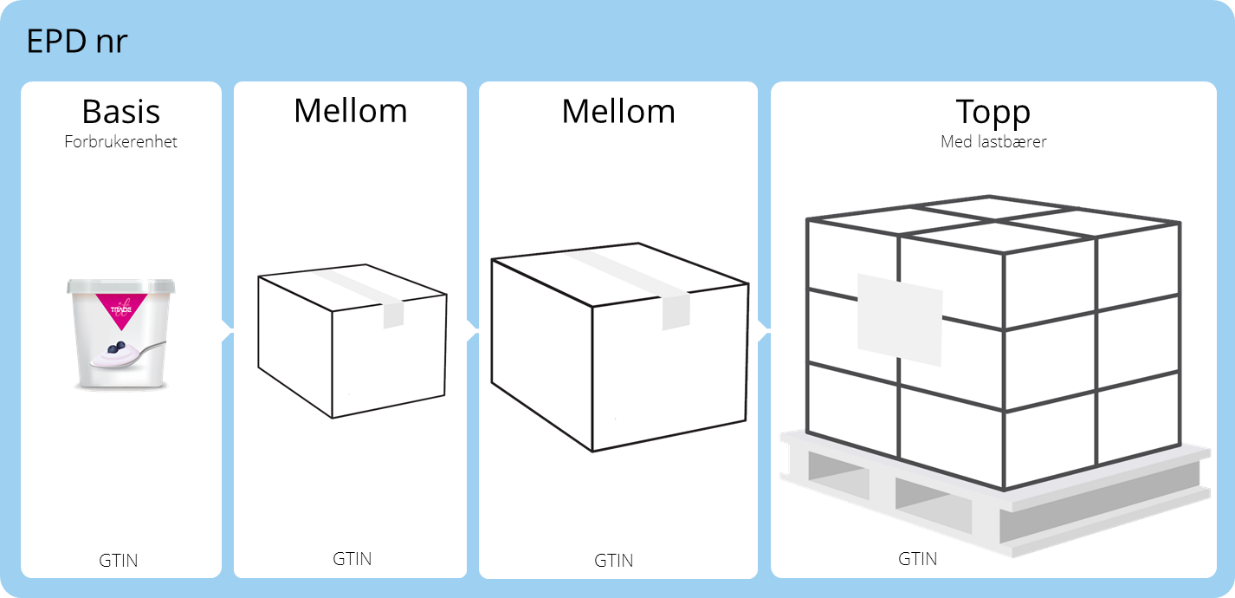 EPD nr
Basis
Forbrukerenhet
Mellom
Mellom
Topp
Med lastbærer
GTIN
GTIN
GTIN
GTIN